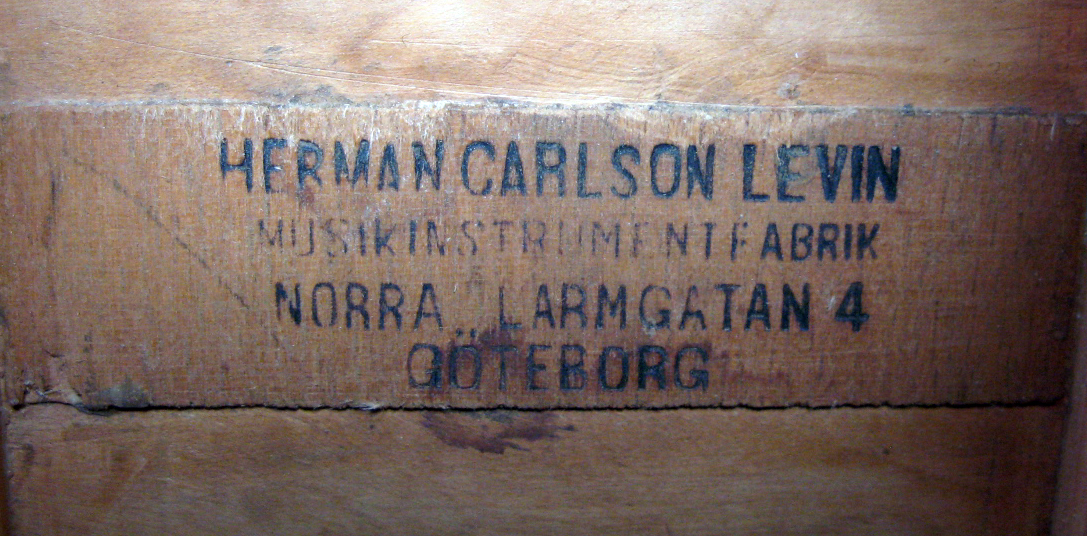 HERMAN CARLSON LEVIN
MUSIKINSTRUMENTFABRIK
NORRA LARMGATAN 4
GÖTEBORG